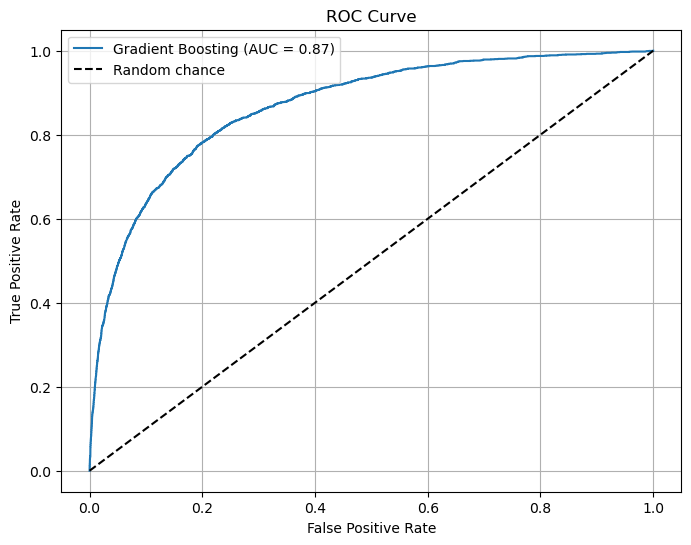 ROC Curve
Gradient Boosting (AUC = 0.87)
Random chance
True Positive Rate
1.0
0.8
0.6
0.4
0.2
0.0
0.0 0.2 0.4 0.6 0.8 1.0
False Positive Rate